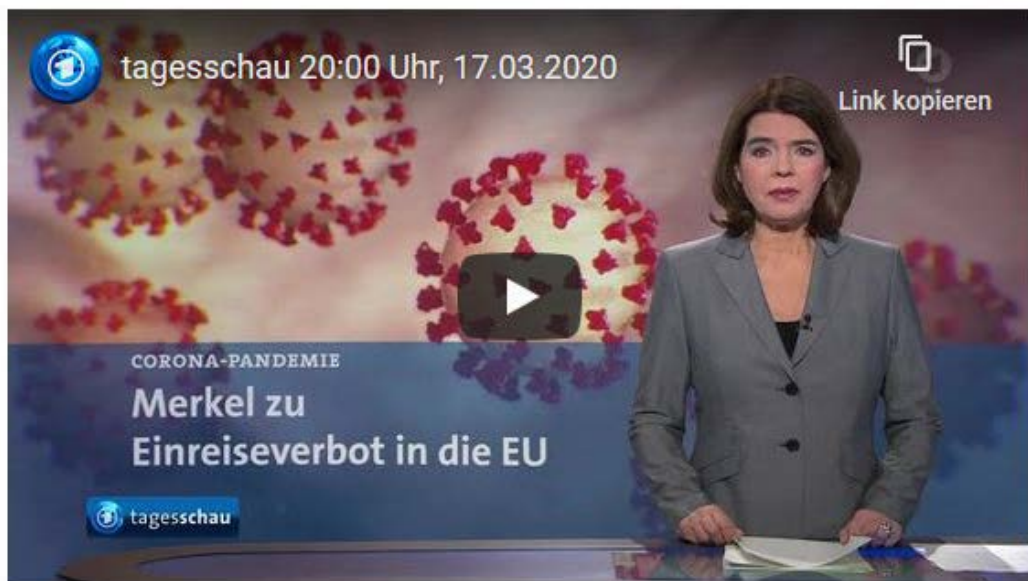 tagesschau 20:00 Uhr, 17.03.2020
Link kopieren
CORONA-PANDEMIE
Merkel zu
Einreiseverbot in die EU
tagesschau